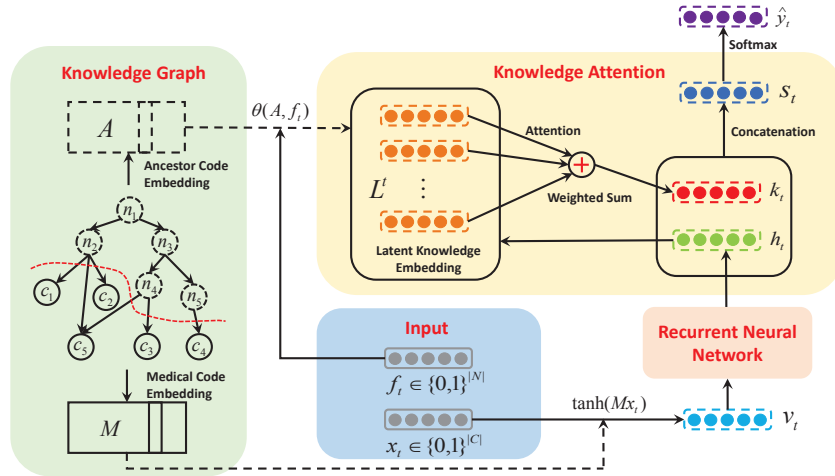 Knowledge Graph
A
Ancestor Code
Embedding
n₁
n₂
n₃
n₄
n₅
c₁
c₂
c₅
c₃
c₄
Medical Code
Embedding
M
θ(A, fₜ)
Knowledge Attention
Lᵗ
⋮
Latent Knowledge
Embedding
Attention
+
Weighted Sum
ŷₜ
Softmax
sₜ
Concatenation
kₜ
hₜ
Input
fₜ ∈ {0,1}^|N|
xₜ ∈ {0,1}^|C|
tanh(Mxₜ)
Recurrent Neural
Network
vₜ